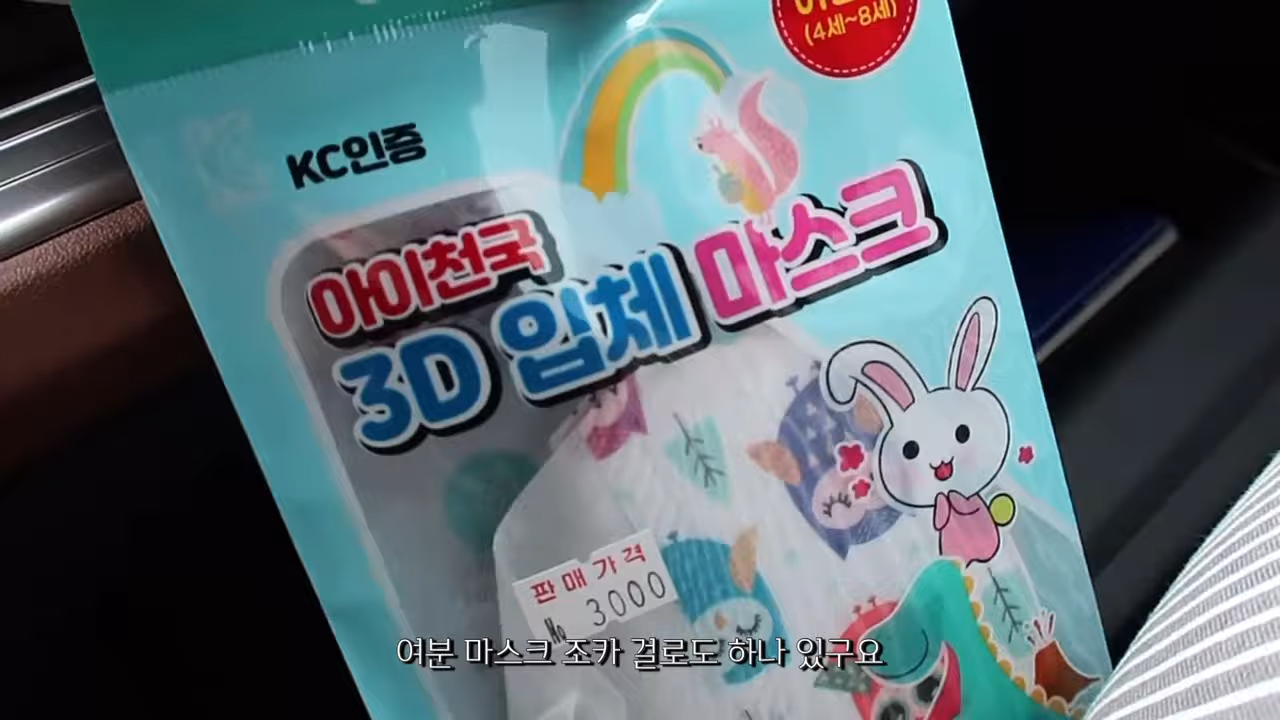 (4세~8세)
KC인증
아이천국
3D 입체 마스크
판매가격
₩ 3000
여분 마스크 조카 걸로도 하나 있구요